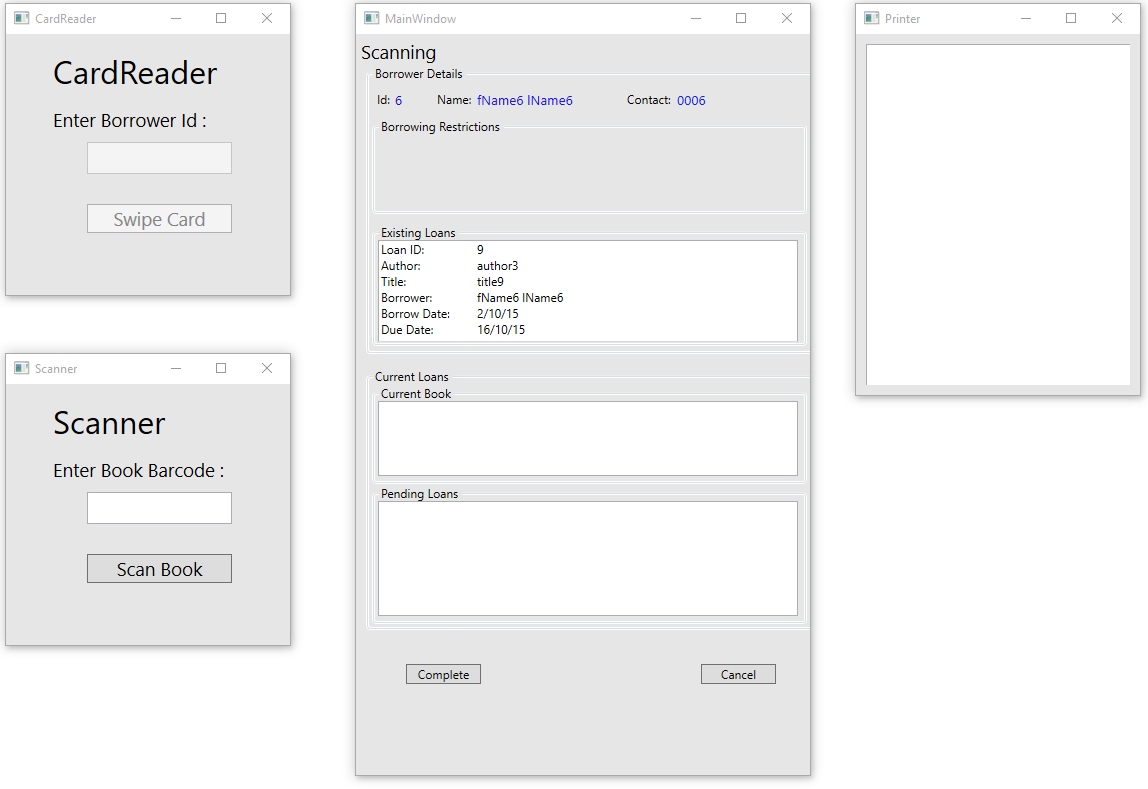 CardReader
CardReader
Enter Borrower Id :
Swipe Card
Scanner
Scanner
Enter Book Barcode :
Scan Book
MainWindow
Scanning
Borrower Details
Id: 6 Name: fName6 lName6 Contact: 0006
Borrowing Restrictions
Existing Loans
Loan ID: 9
Author: author3
Title: title9
Borrower: fName6 lName6
Borrow Date: 2/10/15
Due Date: 16/10/15
Current Loans
Current Book
Pending Loans
Complete Cancel
Printer